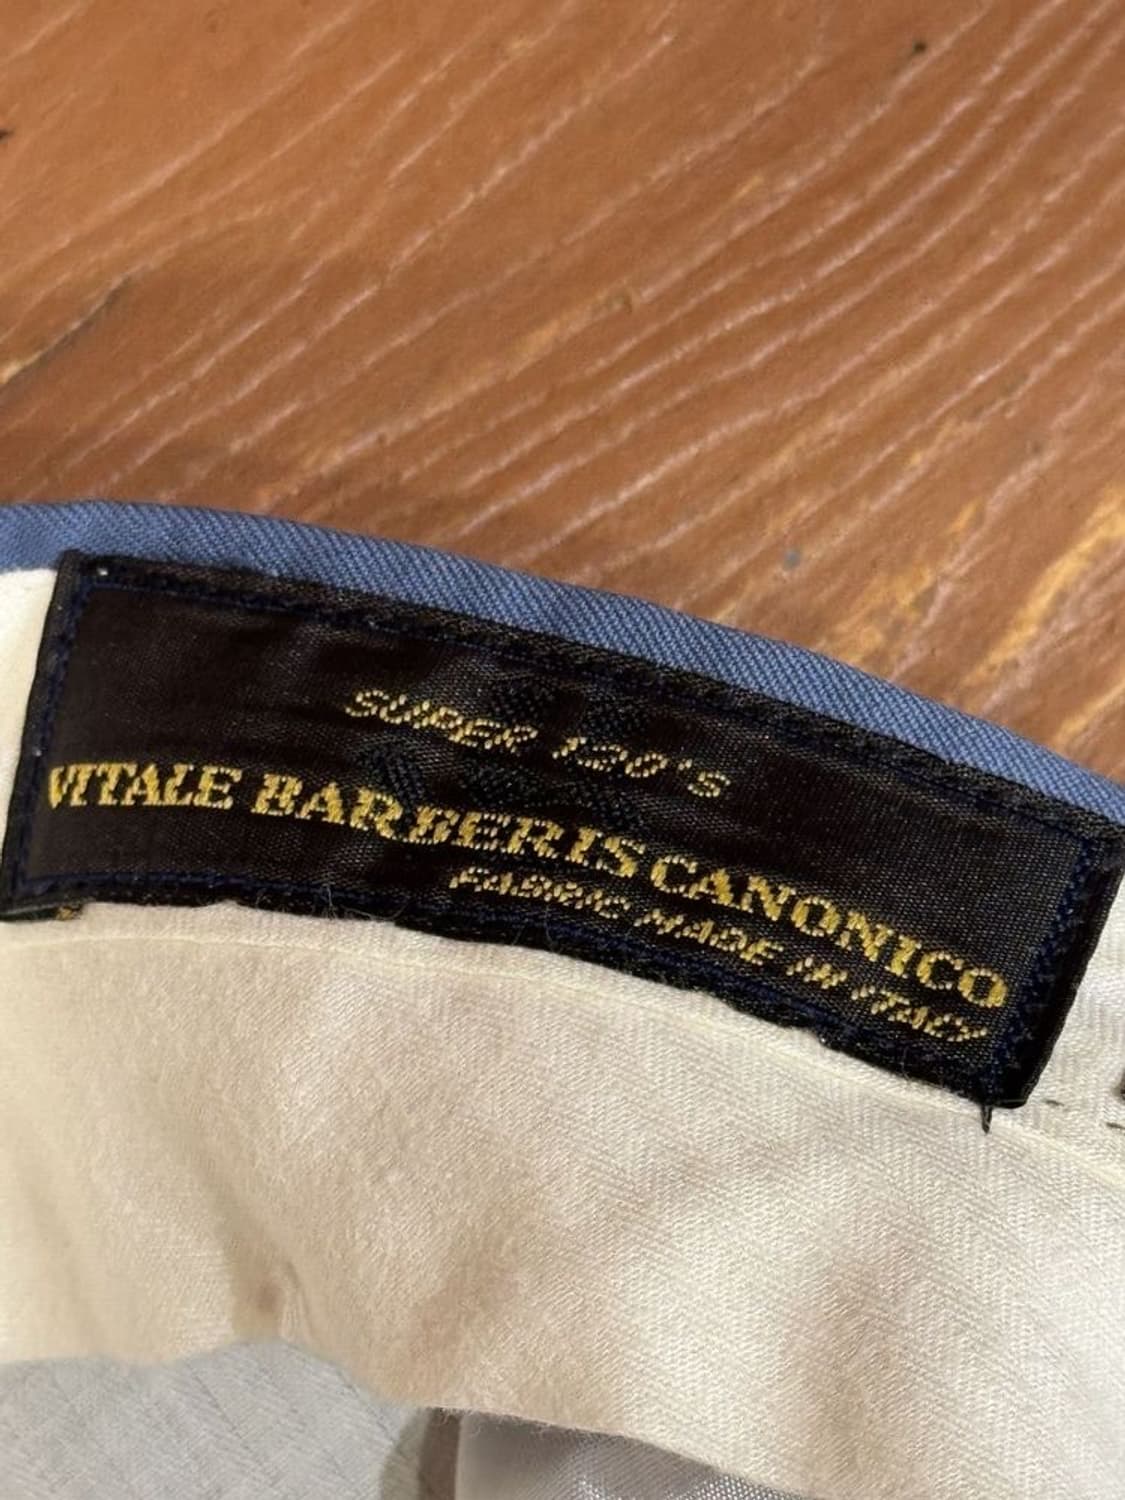 SUPER 120'S
VITALE BARBERIS CANONICO
FABRIC MADE IN ITALY